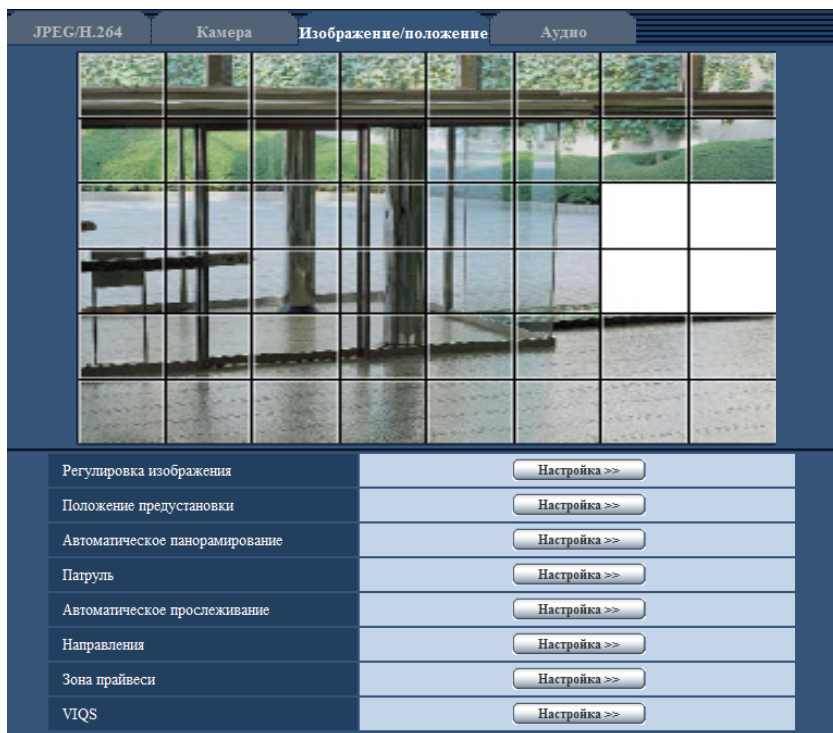 JPEG/H.264 Камера Изображение/положение Аудио
Регулировка изображения Настройка >>
Положение предустановки Настройка >>
Автоматическое панорамирование Настройка >>
Патруль Настройка >>
Автоматическое прослеживание Настройка >>
Направления Настройка >>
Зона прайвеси Настройка >>
VIQS Настройка >>